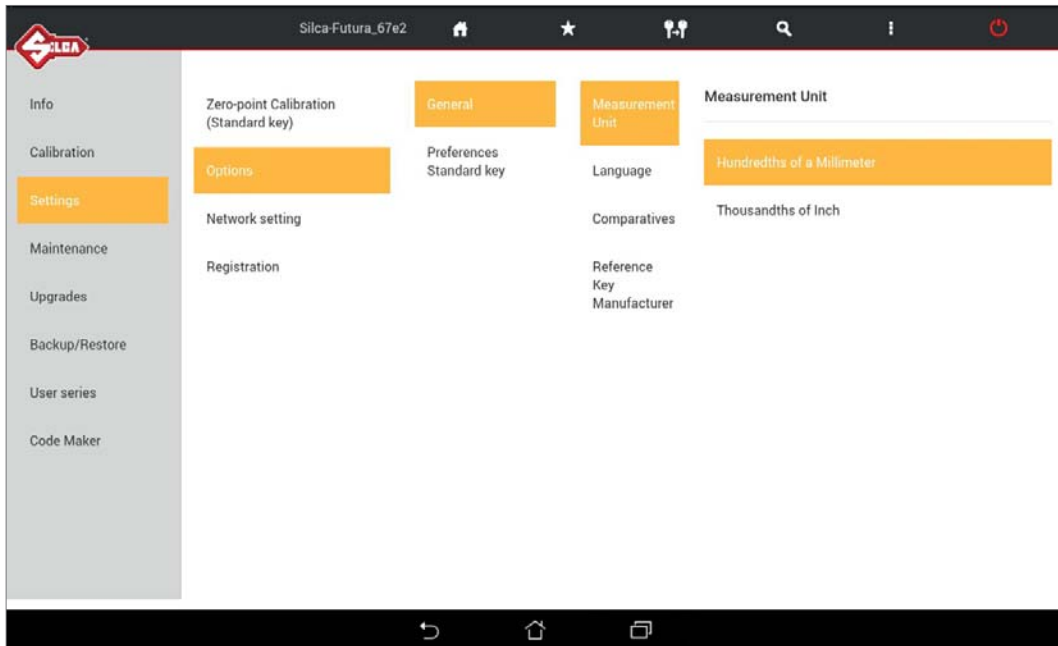 SILCA
Silca-Futura_67e2
Info
Calibration
Settings
Maintenance
Upgrades
Backup/Restore
User series
Code Maker
Zero-point Calibration
(Standard key)
Options
Network setting
Registration
General
Preferences
Standard key
Measurement
Unit
Language
Comparatives
Reference
Key
Manufacturer
Measurement Unit
Hundredths of a Millimeter
Thousandths of Inch